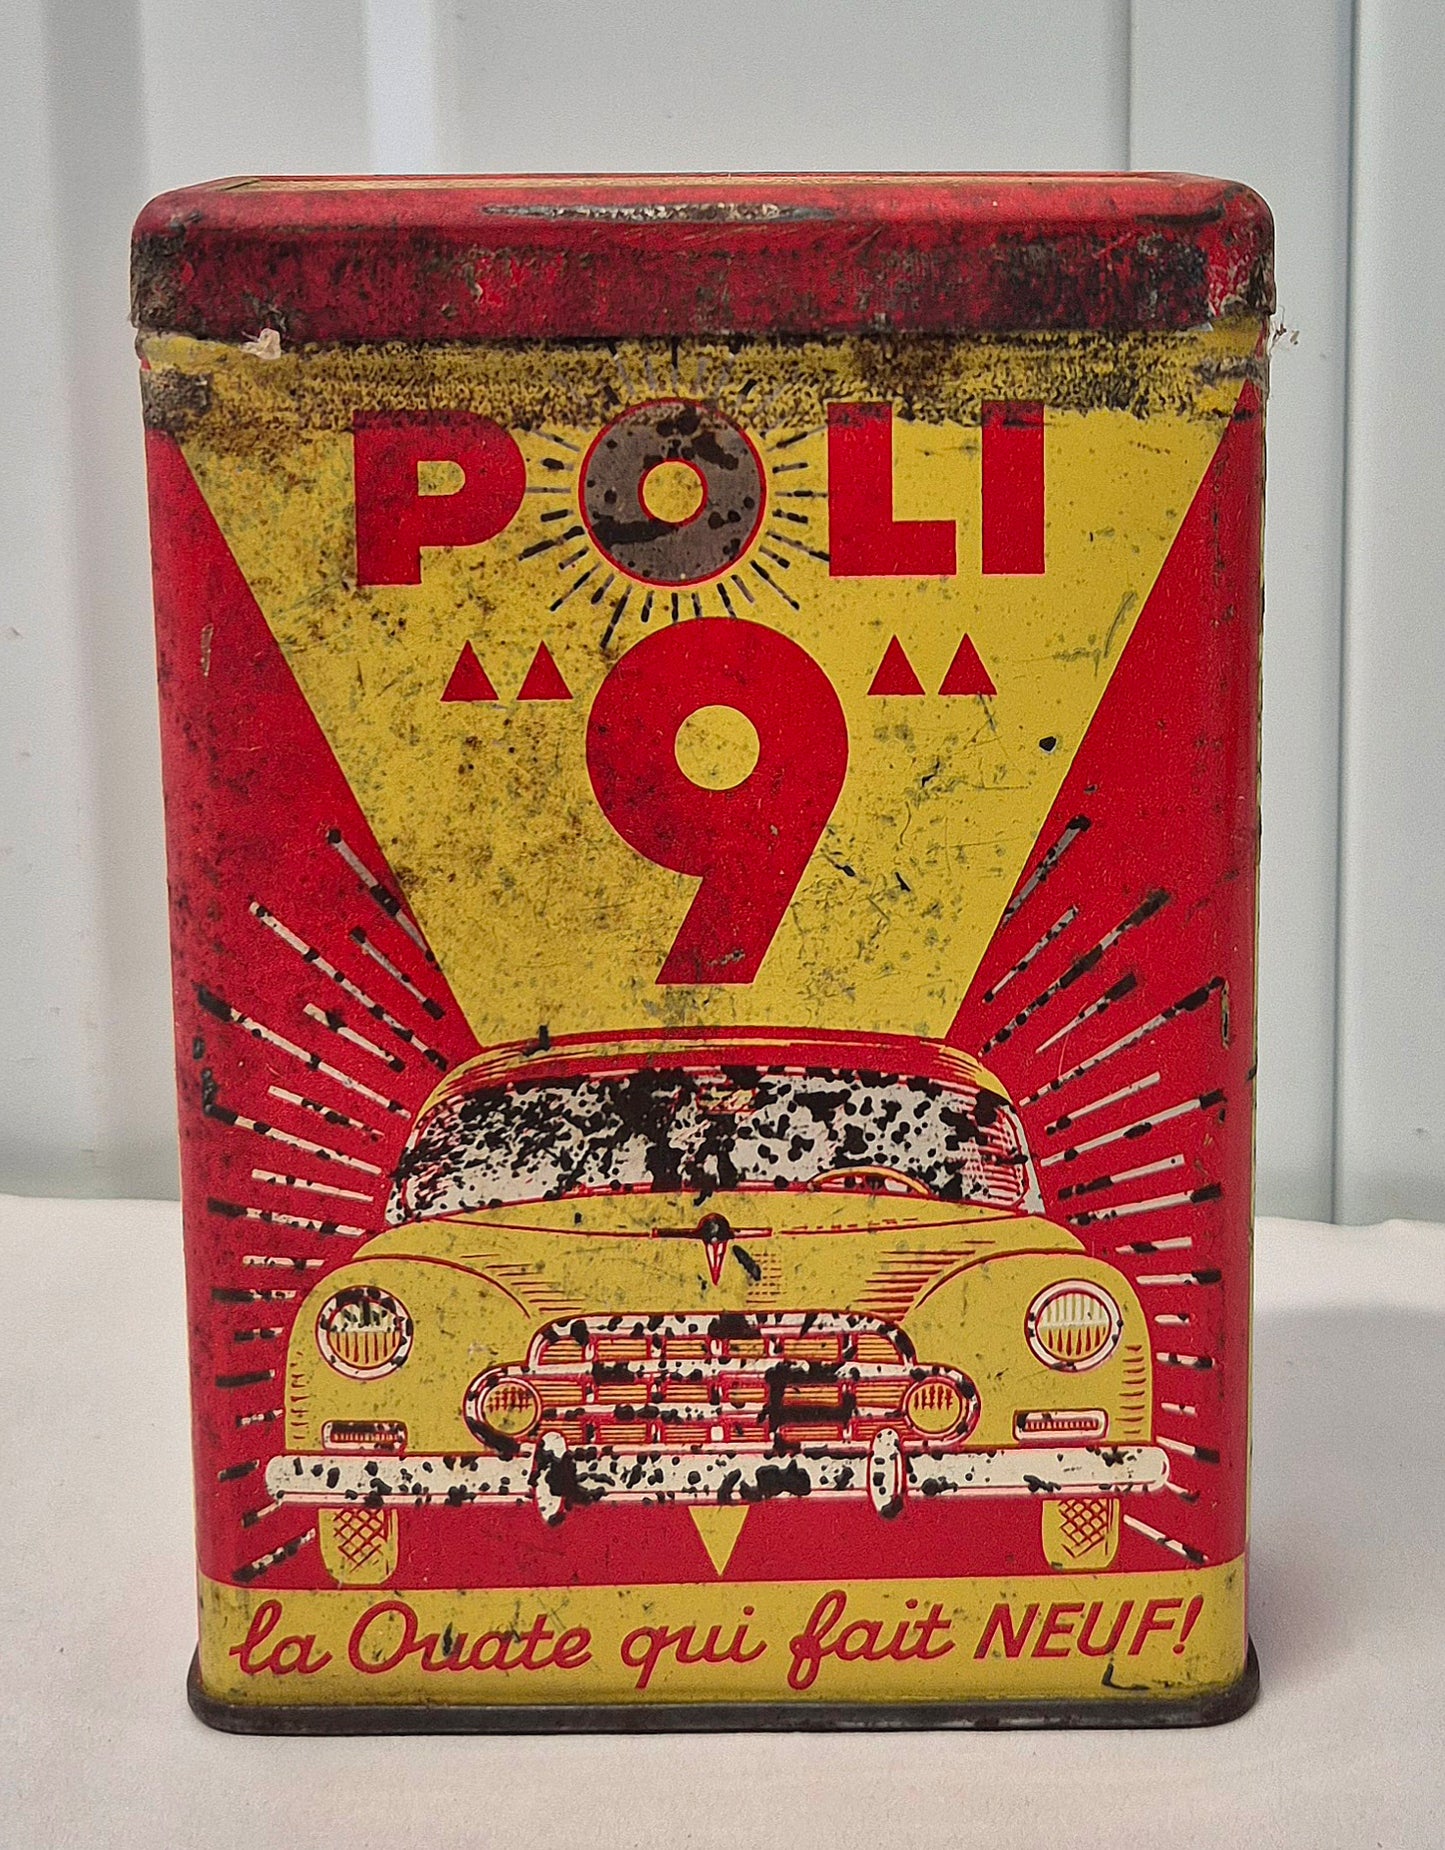 POLI
"9"
la Ouate qui fait NEUF!